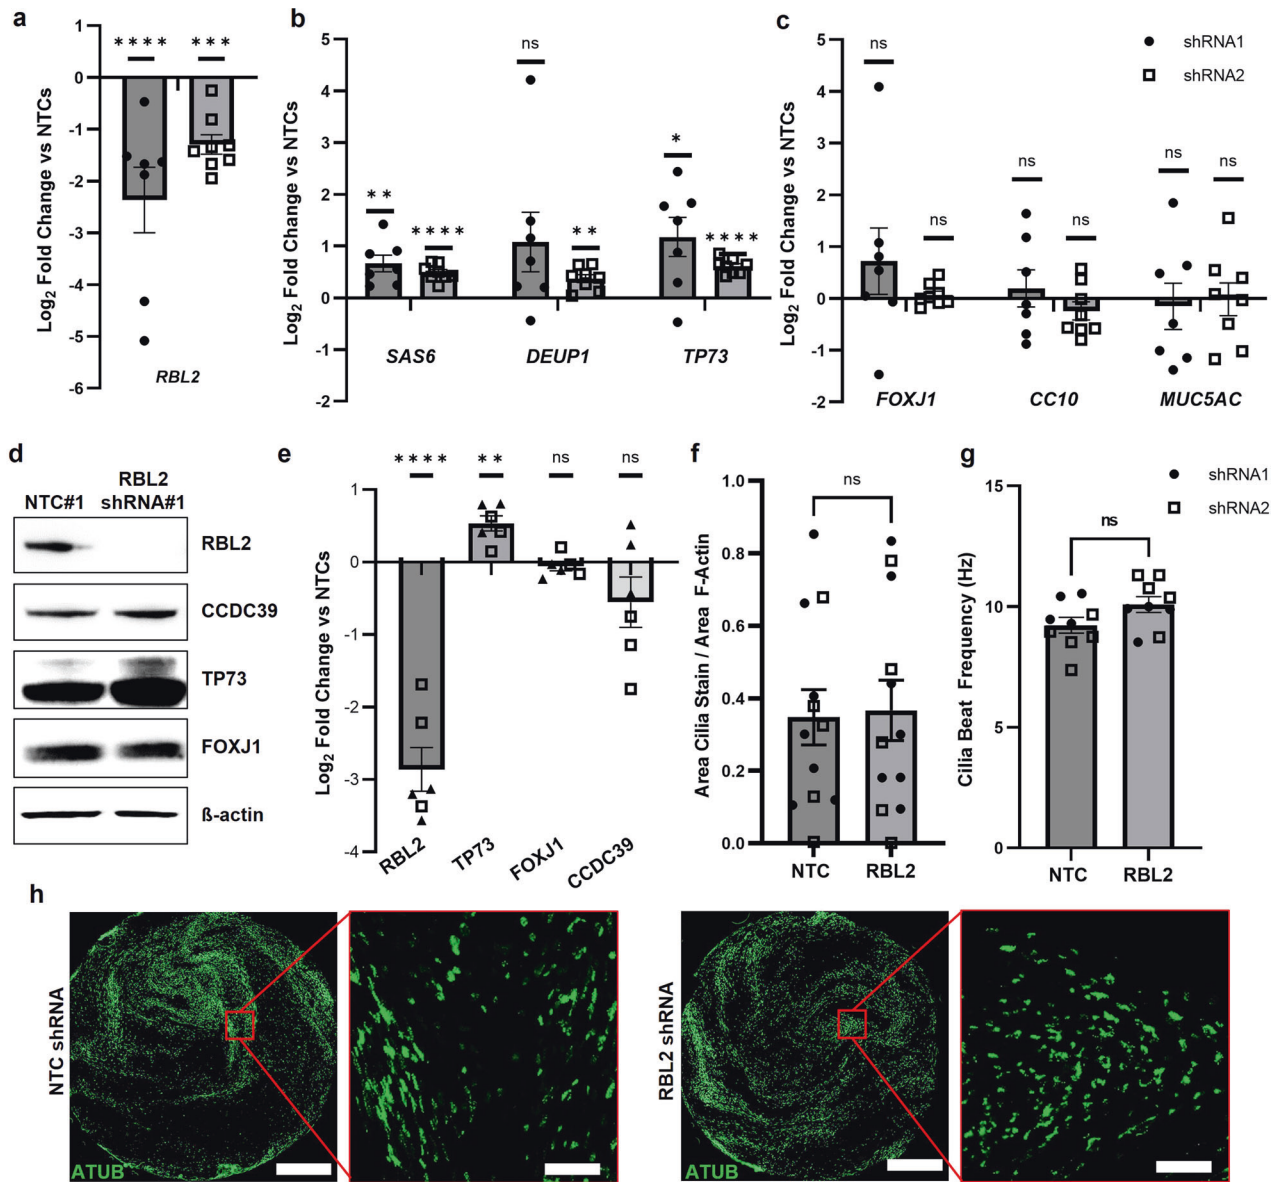 a
Log2 Fold Change vs NTCs
1
0
-1
-2
-3
-4
-5
-6
**** ***
RBL2
b
Log2 Fold Change vs NTCs
5
4
3
2
1
0
-1
-2
** **** ns ** * ****
SAS6 DEUP1 TP73
c
Log2 Fold Change vs NTCs
5
4
3
2
1
0
-1
-2
ns ns ns ns ns ns
FOXJ1 CC10 MUC5AC
shRNA1
shRNA2
d
NTC#1
RBL2
shRNA#1
RBL2
CCDC39
TP73
FOXJ1
ß-actin
e
Log2 Fold Change vs NTCs
1
0
-1
-2
-3
-4
**** ** ns ns
RBL2 TP73 FOXJ1 CCDC39
f
Area Cilia Stain / Area F-Actin
1.0
0.8
0.6
0.4
0.2
0.0
ns
NTC RBL2
g
Cilia Beat Frequency (Hz)
15
10
5
0
ns
NTC RBL2
shRNA1
shRNA2
h
NTC shRNA
ATUB
RBL2 shRNA
ATUB